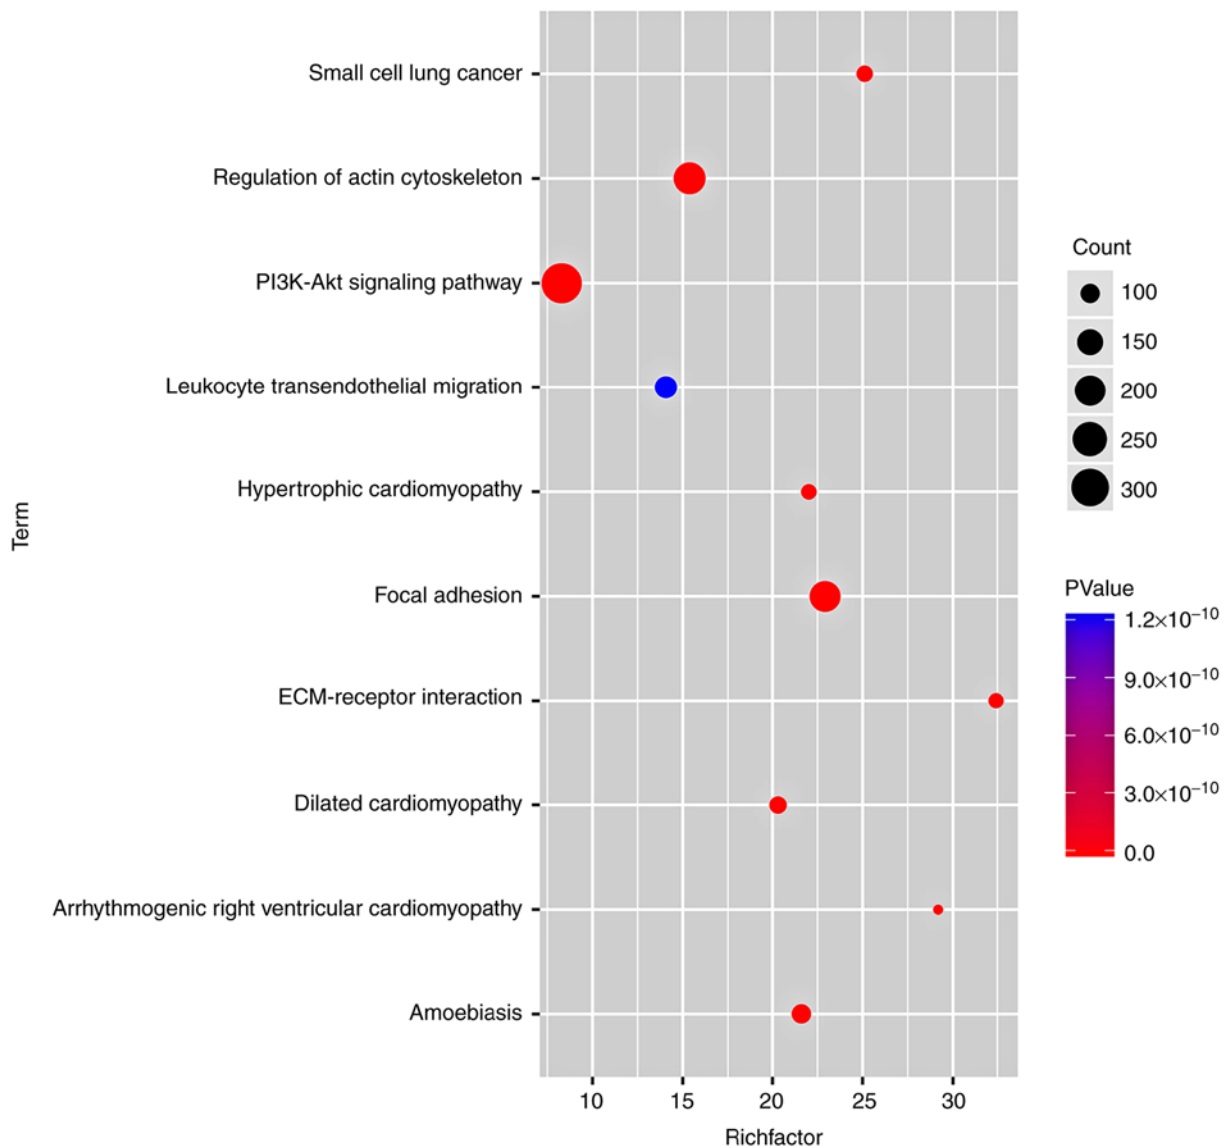 Small cell lung cancer
Regulation of actin cytoskeleton
PI3K-Akt signaling pathway
Leukocyte transendothelial migration
Hypertrophic cardiomyopathy
Focal adhesion
ECM-receptor interaction
Dilated cardiomyopathy
Arrhythmogenic right ventricular cardiomyopathy
Amoebiasis
Term
10 15 20 25 30
Richfactor
Count
100
150
200
250
300
PValue
1.2×10⁻¹⁰
9.0×10⁻¹⁰
6.0×10⁻¹⁰
3.0×10⁻¹⁰
0.0